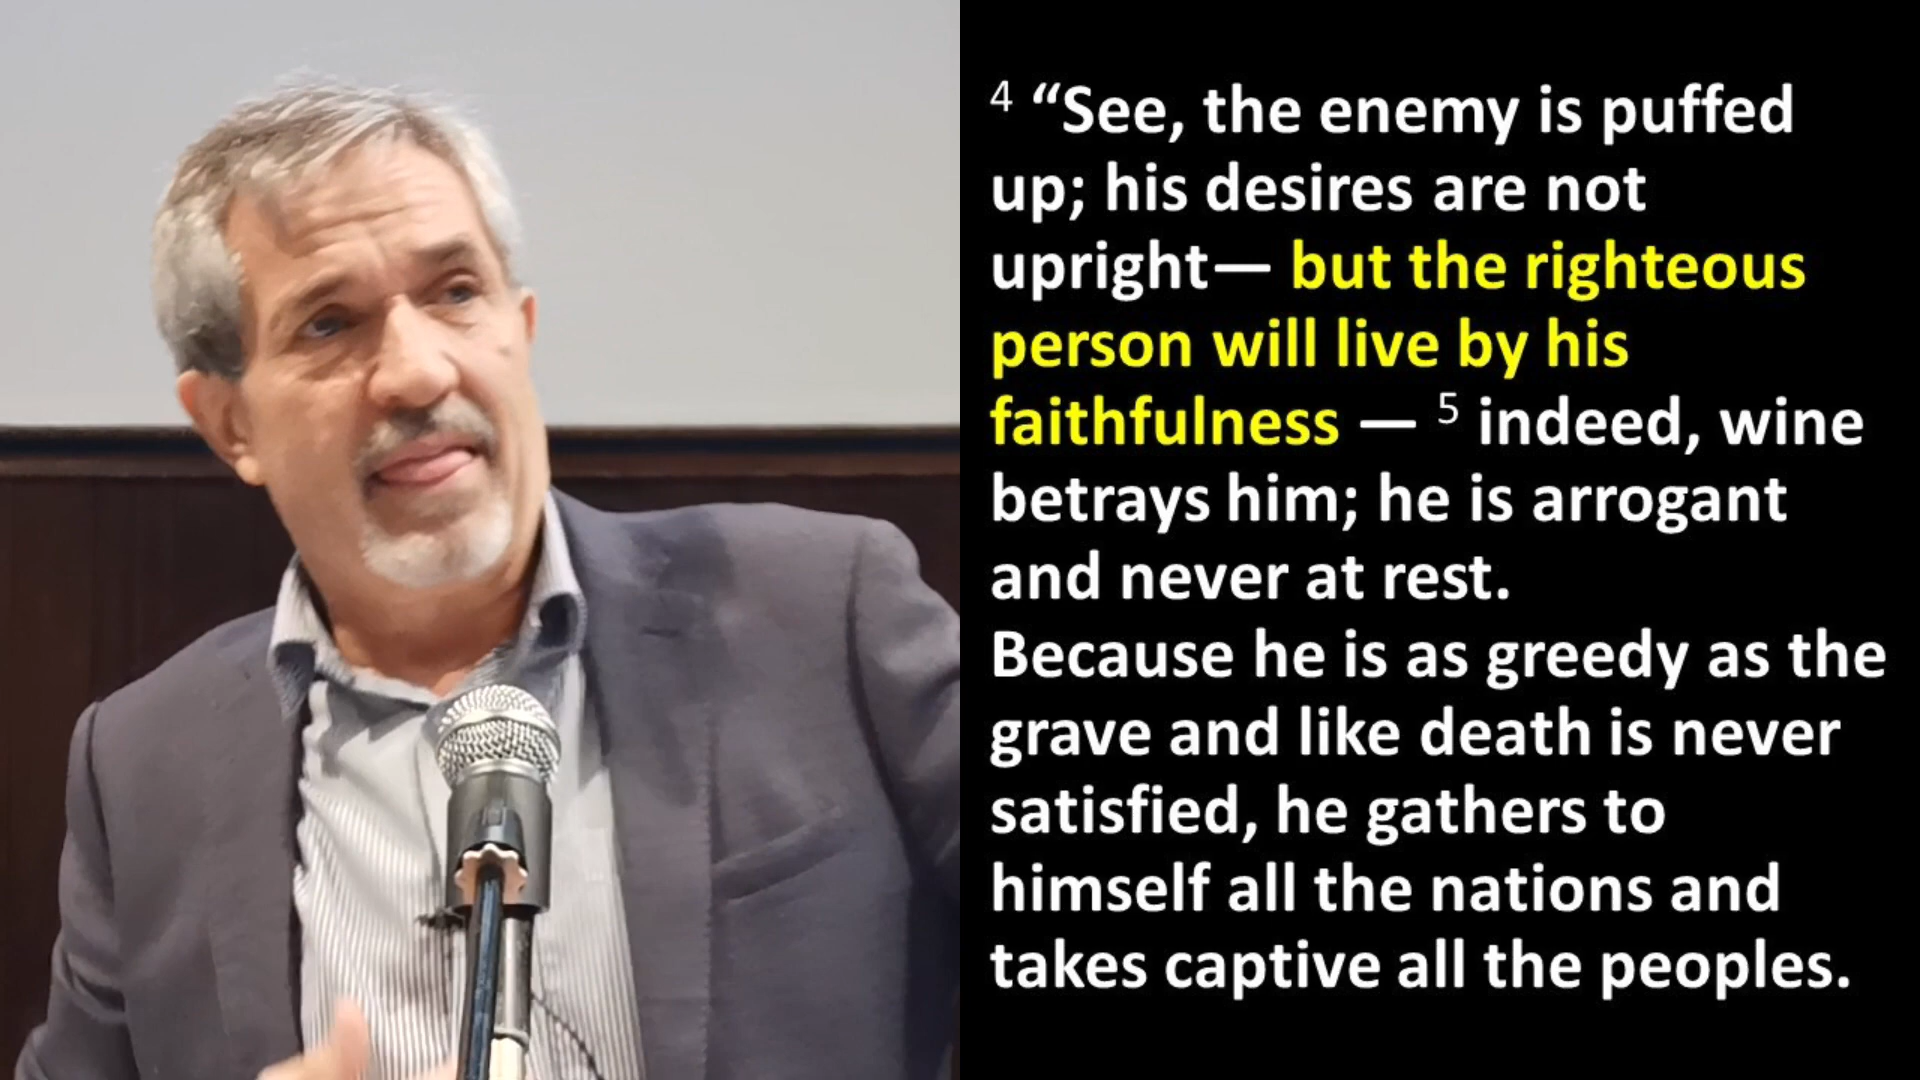 4 “See, the enemy is puffed
up; his desires are not
upright— but the righteous
person will live by his
faithfulness — 5 indeed, wine
betrays him; he is arrogant
and never at rest.
Because he is as greedy as the
grave and like death is never
satisfied, he gathers to
himself all the nations and
takes captive all the peoples.